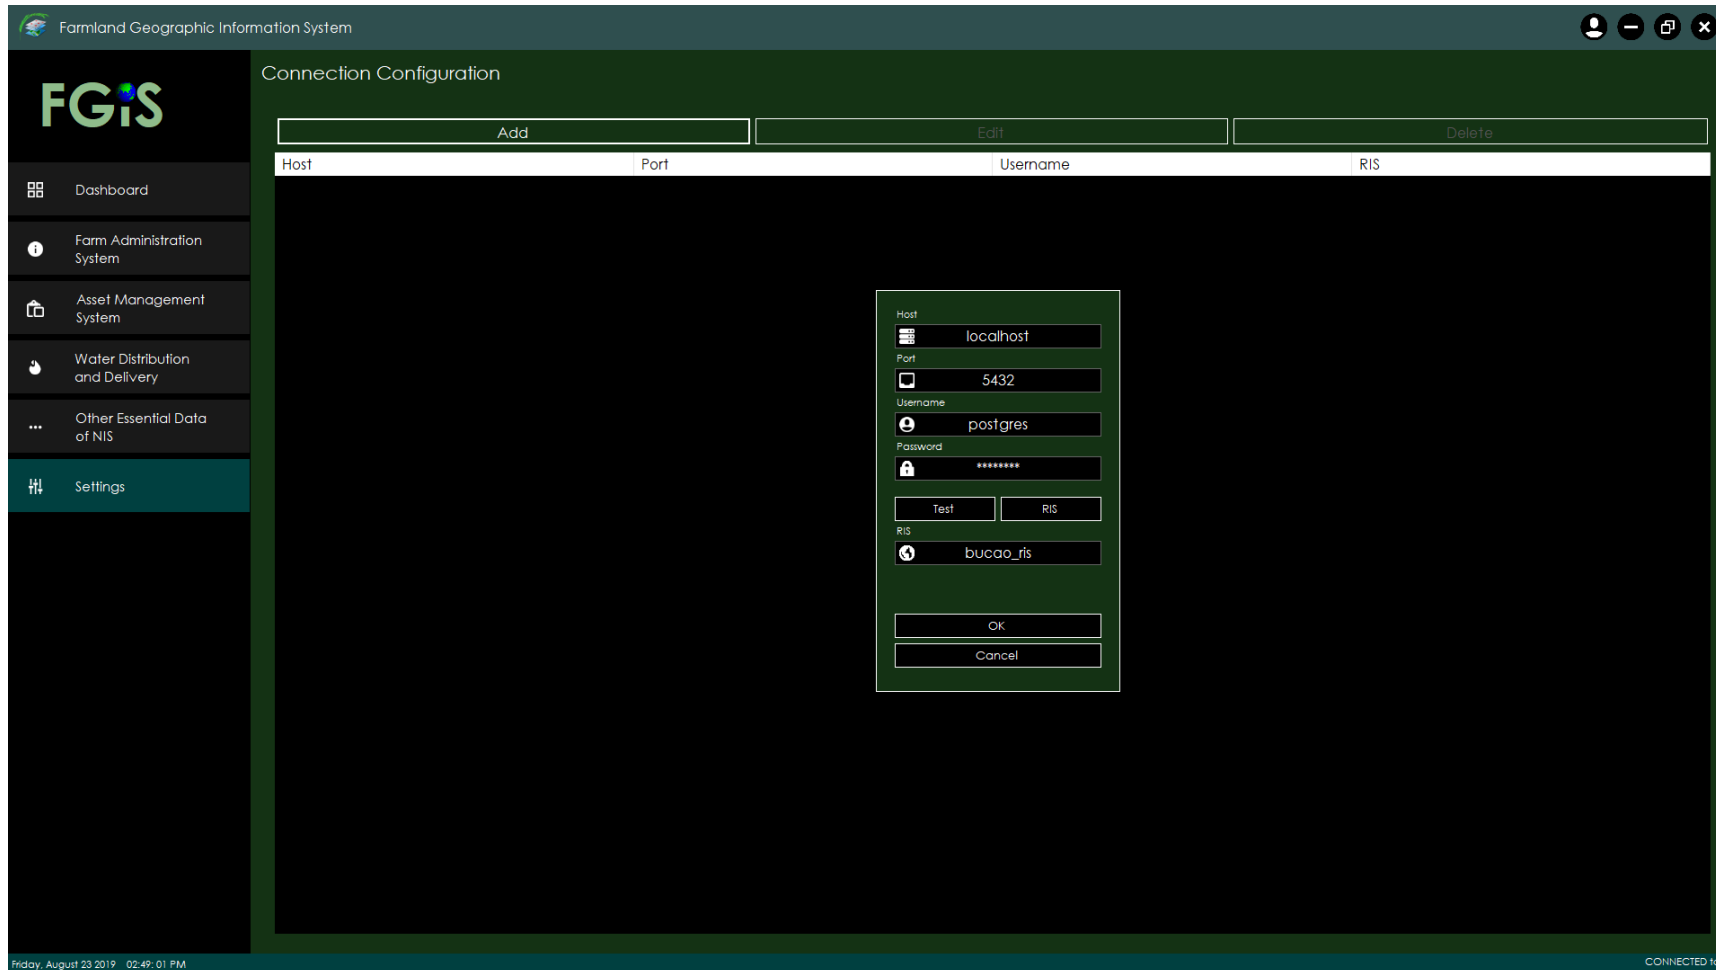 Farmland Geographic Information System
FGiS
Connection Configuration
Add
Edit
Delete
Host
Port
Username
RIS
Dashboard
Farm Administration
System
Asset Management
System
Water Distribution
and Delivery
Other Essential Data
of NIS
Settings
Host
localhost
Port
5432
Username
postgres
Password
********
Test
RIS
RIS
bucao_ris
OK
Cancel
Friday, August 23 2019 02:49: 01 PM
CONNECTED to